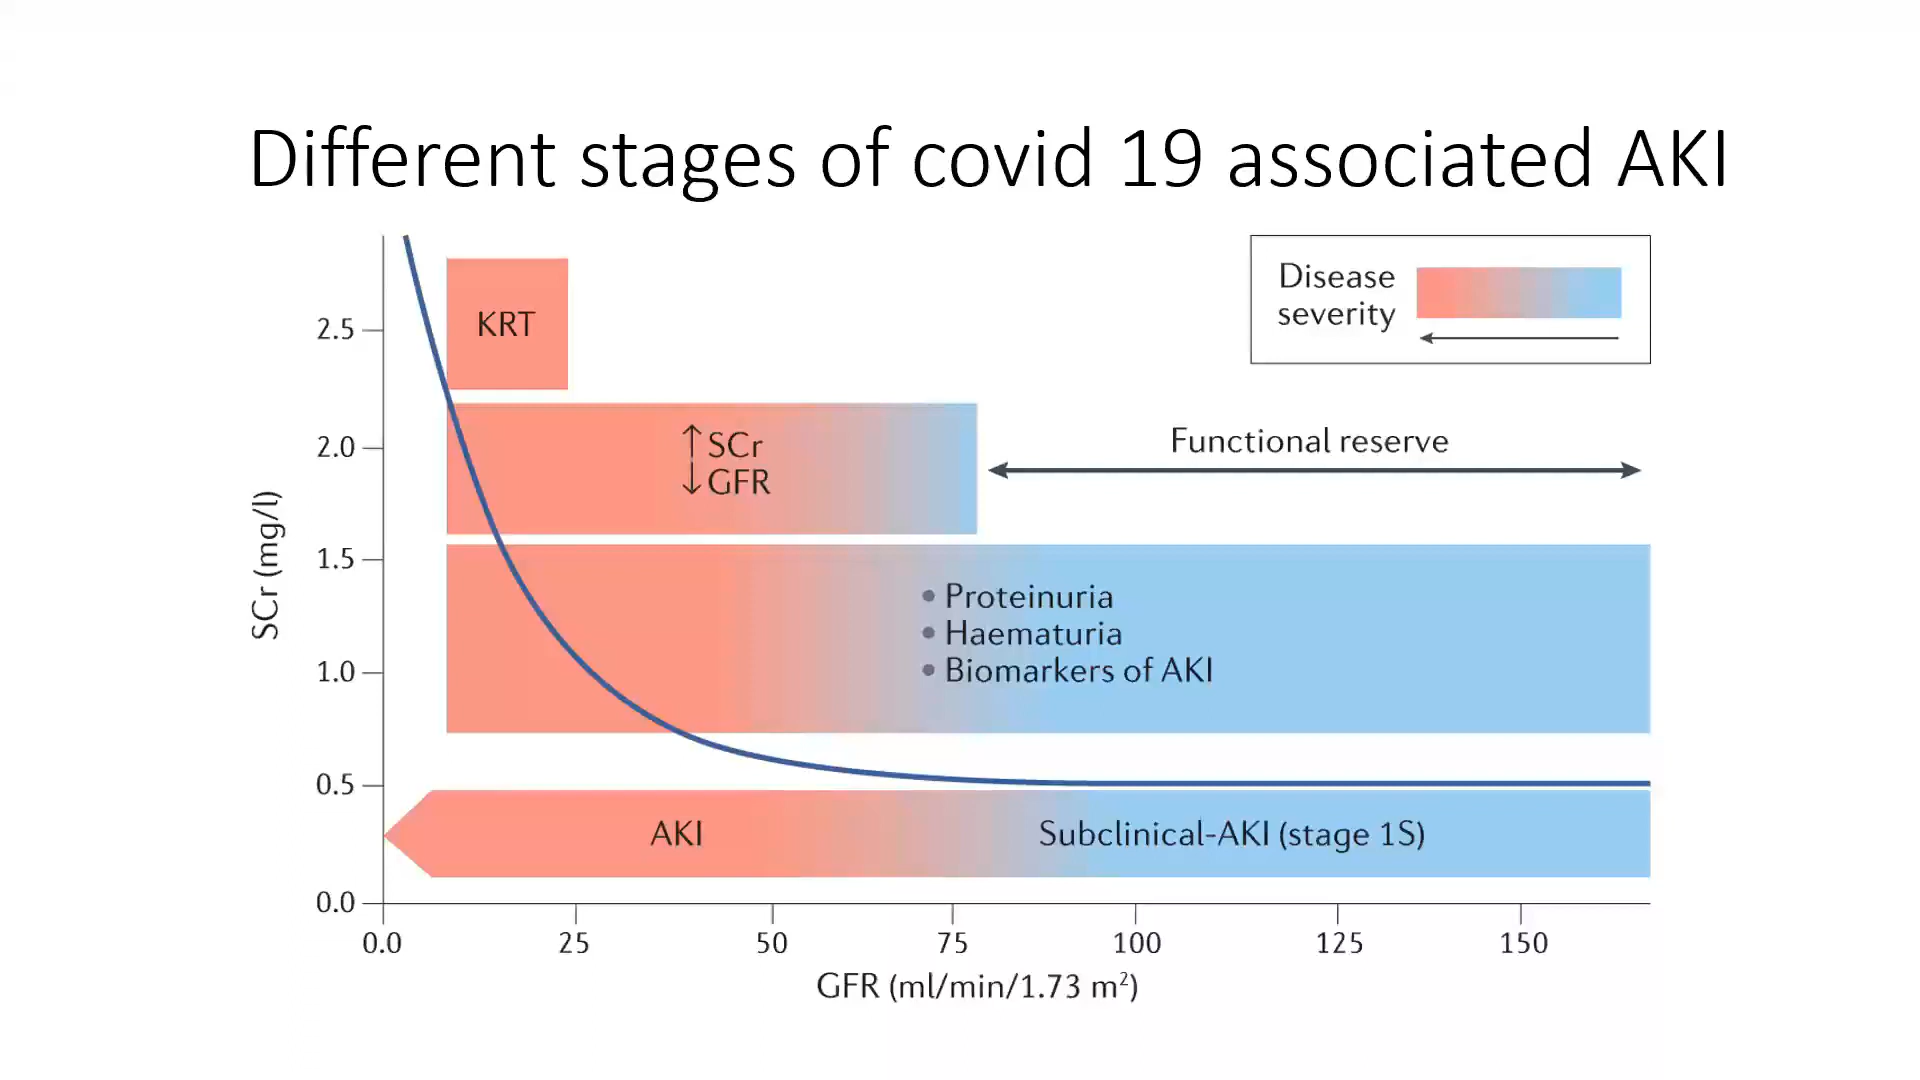 Different stages of covid 19 associated AKI
Disease
severity
KRT
↑ SCr
↓ GFR
Functional reserve
• Proteinuria
• Haematuria
• Biomarkers of AKI
AKI
Subclinical-AKI (stage 1S)
SCr (mg/l)
2.5
2.0
1.5
1.0
0.5
0.0
0.0 25 50 75 100 125 150
GFR (ml/min/1.73 m²)